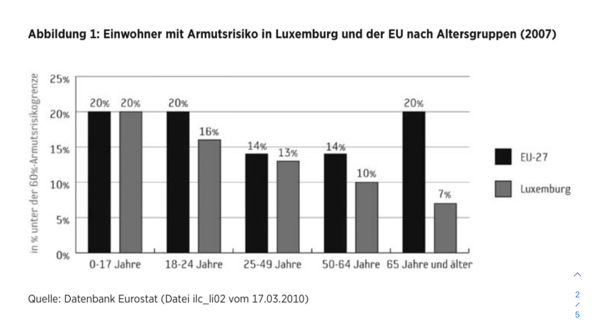 Abbildung 1: Einwohner mit Armutsrisiko in Luxemburg und der EU nach Altersgruppen (2007)
in % unter der 60%-Armutsrisikogrenze
25%
20%
15%
10%
5%
0%
20% 20% 20% 16% 14% 13% 14% 10% 20% 7%
0-17 Jahre 18-24 Jahre 25-49 Jahre 50-64 Jahre 65 Jahre und älter
EU-27
Luxemburg
Quelle: Datenbank Eurostat (Datei ilc_li02 vom 17.03.2010)
2
/
5